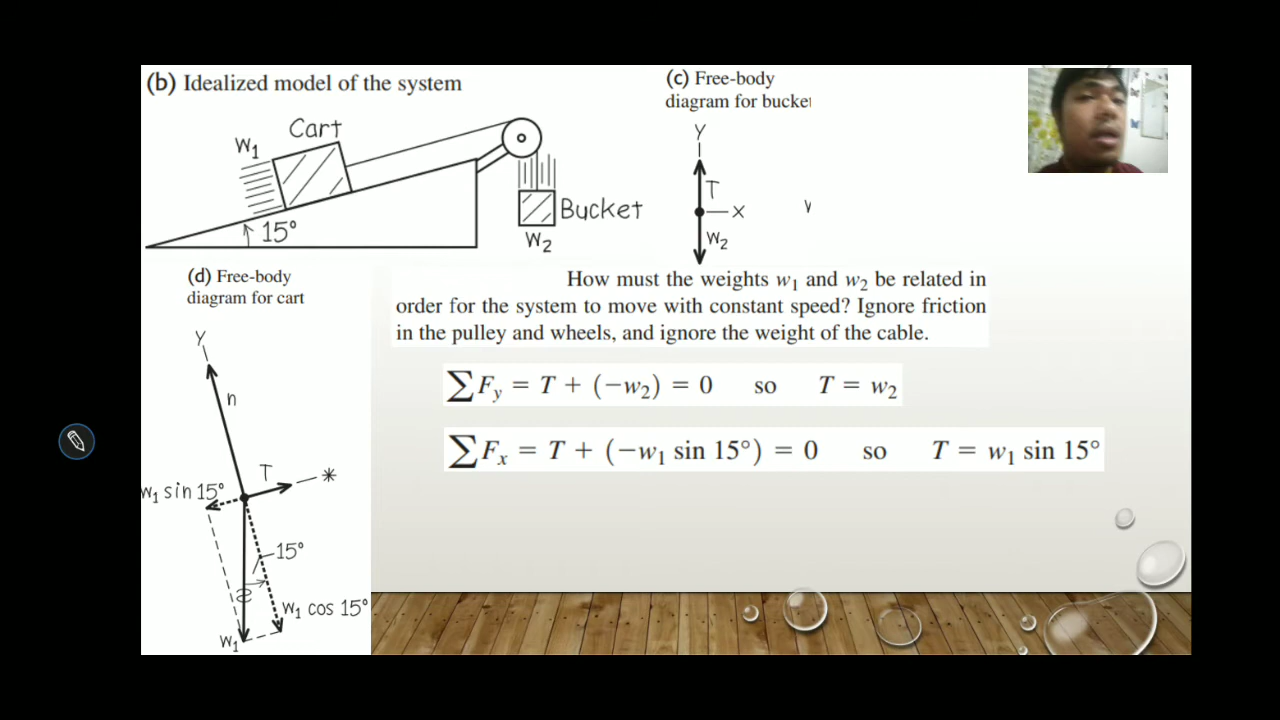 (b) Idealized model of the system
Cart
W1
15°
Bucket
W2
(c) Free-body
diagram for bucket
Y
T
X
W2
(d) Free-body
diagram for cart
Y
n
T
w1 sin 15°
15°
W1 cos 15°
W1
How must the weights w₁ and w₂ be related in
order for the system to move with constant speed? Ignore friction
in the pulley and wheels, and ignore the weight of the cable.
∑Fy = T + (−w₂) = 0 so T = w₂
∑Fx = T + (−w₁ sin 15°) = 0 so T = w₁ sin 15°